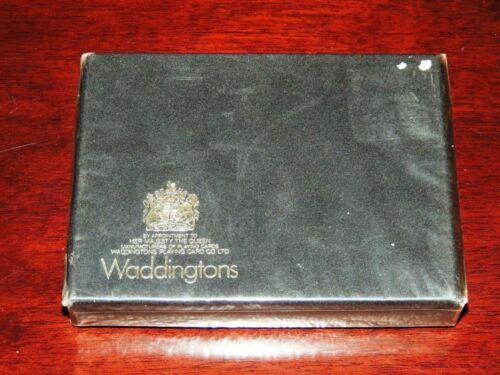 BY APPOINTMENT TO
HER MAJESTY THE QUEEN
MANUFACTURERS OF PLAYING CARDS
WADDINGTONS PLAYING CARD CO LTD
Waddingtons